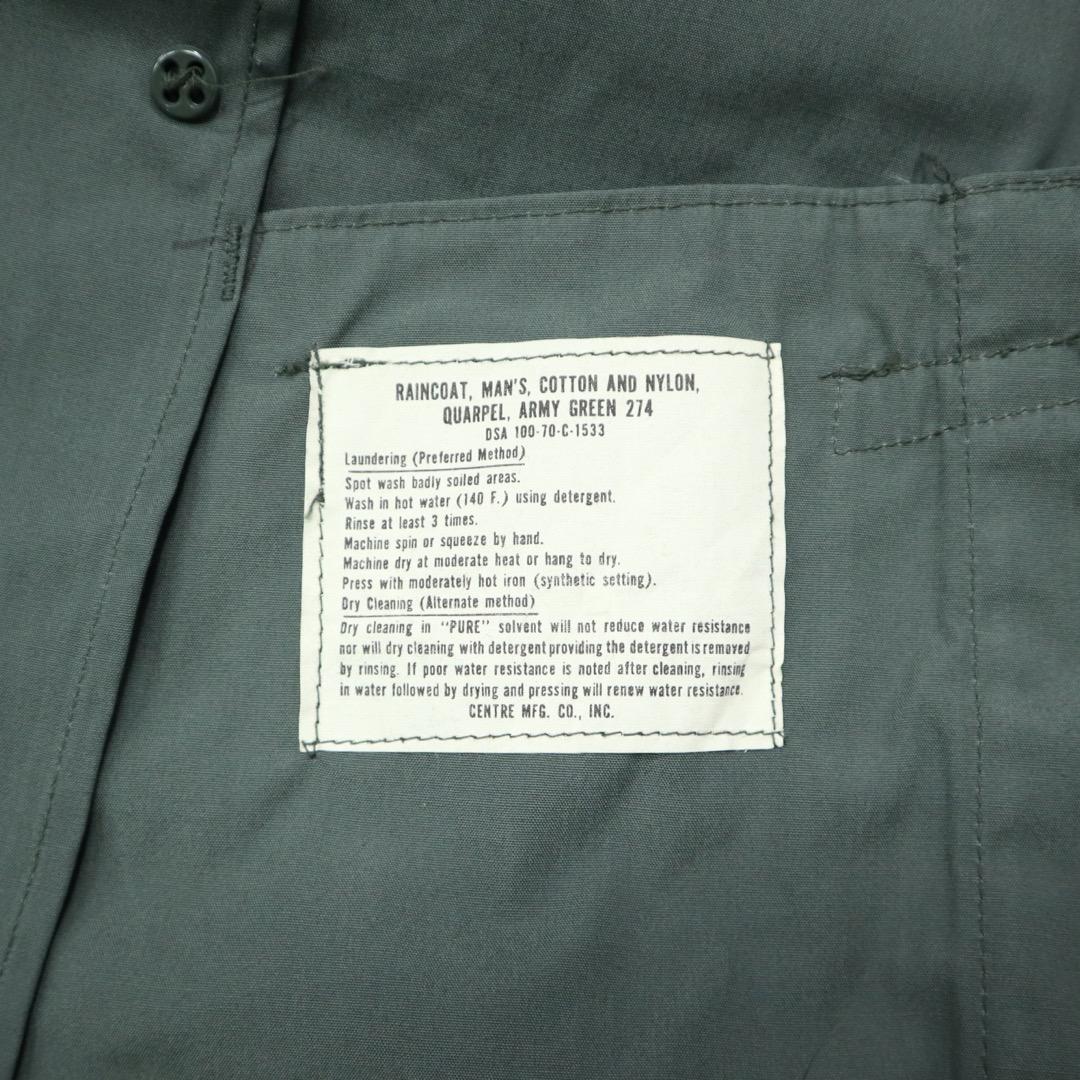 RAINCOAT, MAN'S, COTTON AND NYLON,
QUARPEL, ARMY GREEN 274
DSA 100-70-C-1533
Laundering (Preferred Method)
Spot wash badly soiled areas.
Wash in hot water (140 F.) using detergent.
Rinse at least 3 times.
Machine spin or squeeze by hand.
Machine dry at moderate heat or hang to dry.
Press with moderately hot iron (synthetic setting).
Dry Cleaning (Alternate method)
Dry cleaning in "PURE" solvent will not reduce water resistance
nor will dry cleaning with detergent providing the detergent is removed
by rinsing. If poor water resistance is noted after cleaning, rinsing
in water followed by drying and pressing will renew water resistance.
CENTRE MFG. CO., INC.